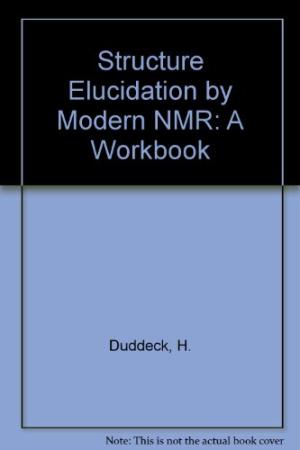 Structure
Elucidation by
Modern NMR: A
Workbook
Duddeck, H.
Note: This is not the actual book cover